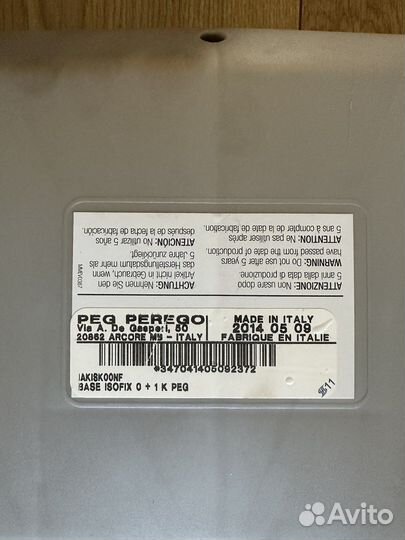 ATTENZIONE: Non usare dopo
5 anni dalla data di produzione.
WARNING: Do not use after 5 years
have passed from the date of production.
ATTENTION: Ne pas utiliser après
5 ans à compter de la date de fabrication.
ACHTUNG: Nehmen Sie den
Artikel nicht in Gebrauch, wenn
das Herstellungsdatum mehr als
5 Jahre zurückliegt.
ATENCIÓN: No utilizar 5 años
después de la fecha de fabricación.
PEG PEREGO
Via A. De Gasperi, 50
20862 ARCORE MB - ITALY
MADE IN ITALY
2014 05 09
FABRIQUE EN ITALIE
*347041405092372
IAKISK00NF
BASE ISOFIX 0 + 1 K PEG
511
Avito